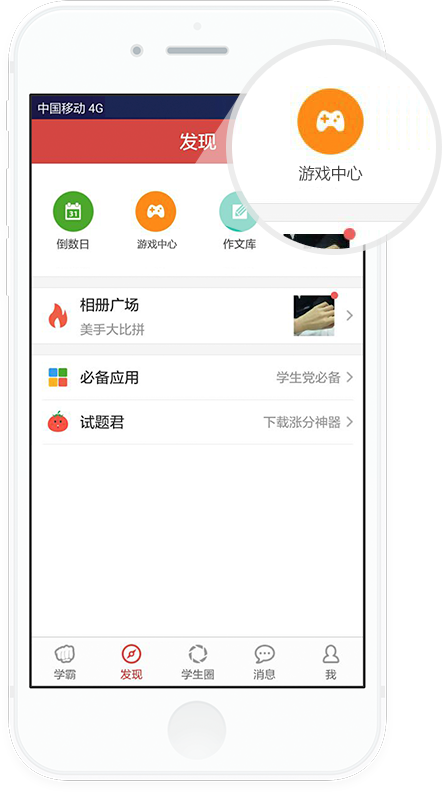 中国移动 4G
发现
游戏中心
倒数日
游戏中心
作文库
31
相册广场
美手大比拼
必备应用
学生党必备
试题君
下载涨分神器
学霸
发现
学生圈
消息
我